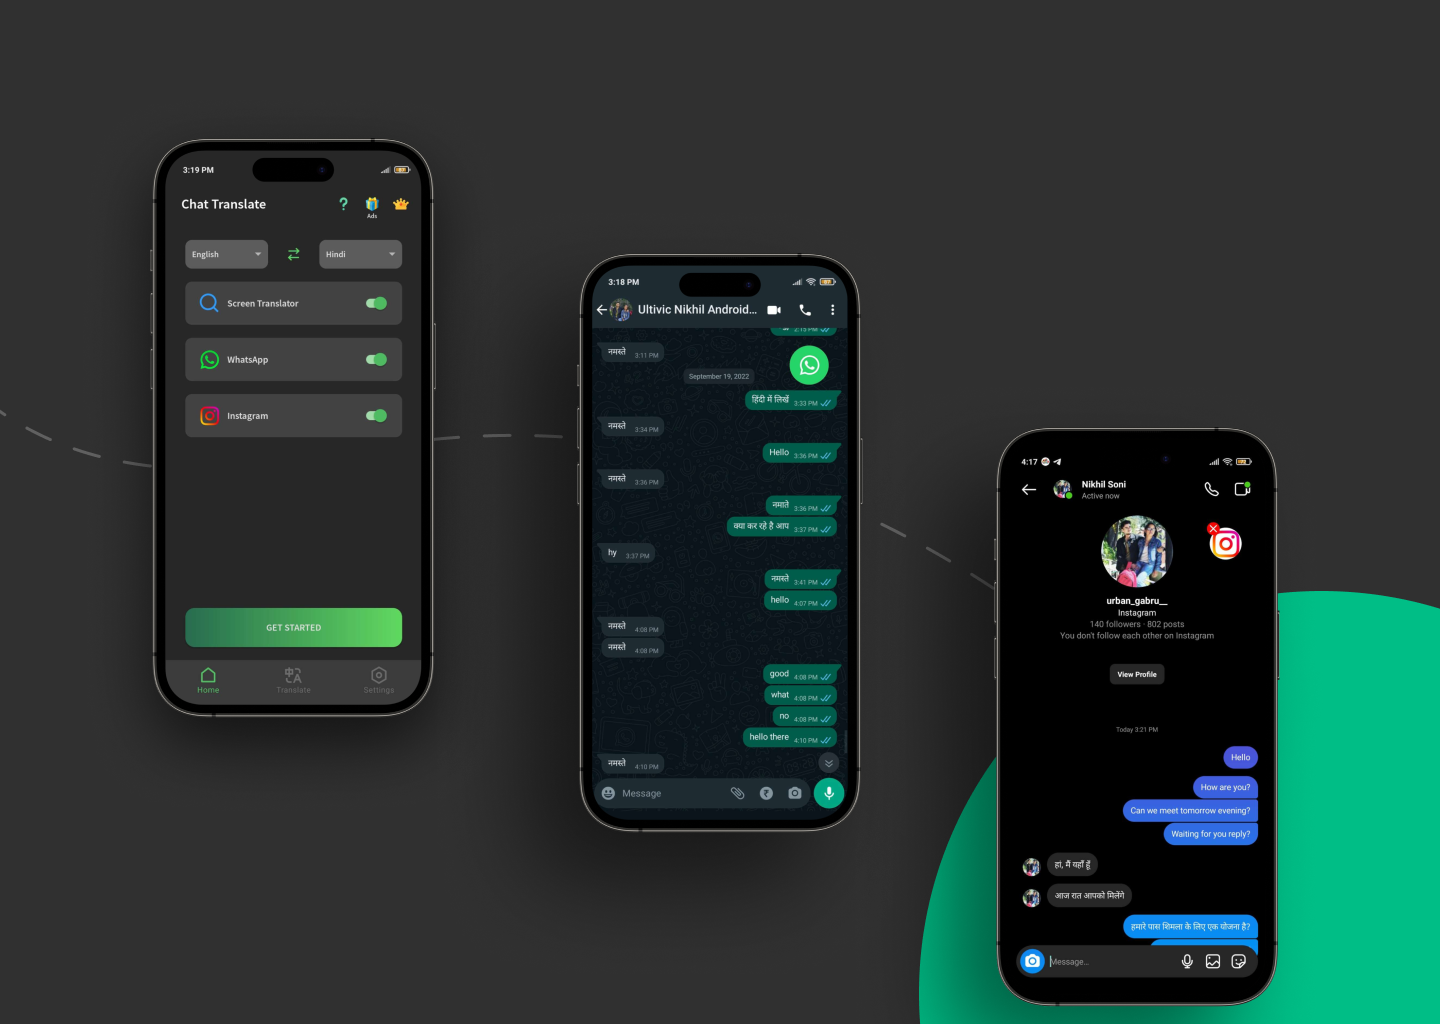 3:19 PM
Chat Translate
?
Ads
English
Hindi
Screen Translator
WhatsApp
Instagram
GET STARTED
Home
Translate
Settings
3:18 PM
Ultivic Nikhil Android...
2:15 PM
नमस्ते 3:11 PM
September 19, 2022
हिंदी में लिखें 3:33 PM
नमस्ते 3:34 PM
Hello 3:36 PM
नमस्ते 3:36 PM
नमाते 3:36 PM
क्या कर रहे है आप 3:37 PM
hy 3:37 PM
नमस्ते 3:41 PM
hello 4:07 PM
नमस्ते 4:08 PM
नमस्ते 4:08 PM
good 4:08 PM
what 4:08 PM
no 4:08 PM
hello there 4:10 PM
नमस्ते 4:10 PM
Message
4:17
Nikhil Soni
Active now
urban_gabru__
Instagram
140 followers · 802 posts
You don't follow each other on Instagram
View Profile
Today 3:21 PM
Hello
How are you?
Can we meet tomorrow evening?
Waiting for you reply?
हां, मैं यहाँ हूँ
आज रात आपको मिलेंगे
हमारे पास शिमला के लिए एक योजना है?
Message...